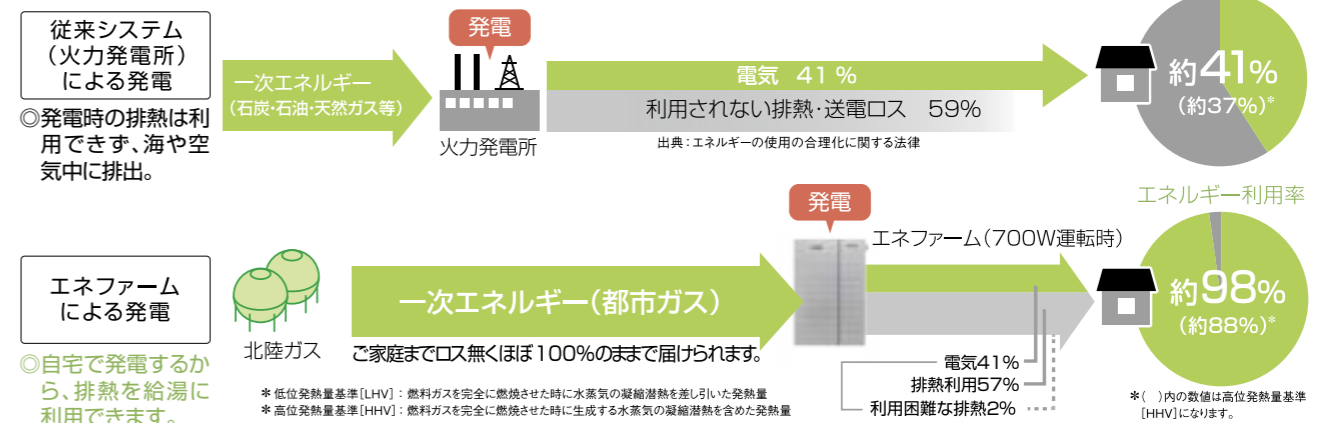 従来システム
(火力発電所)
による発電
◎発電時の排熱は利
用できず、海や空
気中に排出。
一次エネルギー
(石炭・石油・天然ガス等)
発電
火力発電所
電気 41%
利用されない排熱・送電ロス 59%
出典:エネルギーの使用の合理化に関する法律
約41%
(約37%)*
エネルギー利用率
エネファーム
による発電
◎自宅で発電するか
ら、排熱を給湯に
利用できます。
北陸ガス
一次エネルギー(都市ガス)
ご家庭までロス無くほぼ100%のままで届けられます。
発電
エネファーム(700W運転時)
電気41%
排熱利用57%
利用困難な排熱2%
約98%
(約88%)*
*低位発熱量基準[LHV]:燃料ガスを完全に燃焼させた時に水蒸気の凝縮潜熱を差し引いた発熱量
*高位発熱量基準[HHV]:燃料ガスを完全に燃焼させた時に生成する水蒸気の凝縮潜熱を含めた発熱量
*( )内の数値は高位発熱量基準
[HHV]になります。